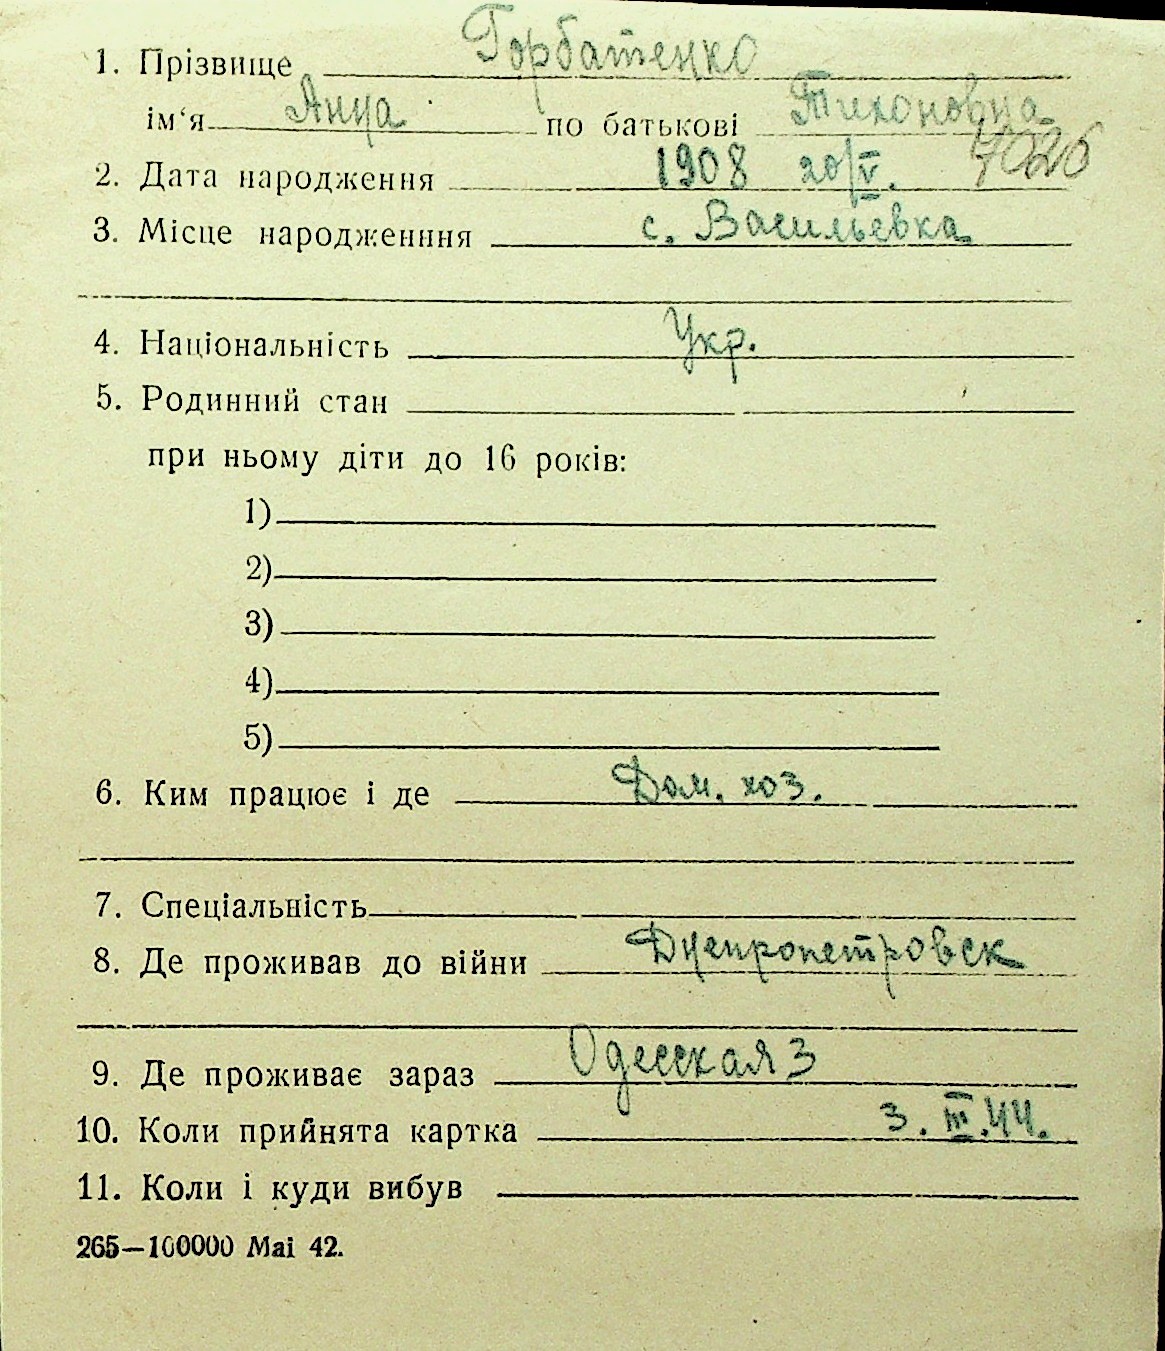 1. Прізвище Горбатенко
ім‘я Анна по батькові Тихоновна
7026
2. Дата народження 1908 20/V.
3. Місце народженння с. Васильевка
4. Національність Укр.
5. Родинний стан
при ньому діти до 16 років:
1)
2)
3)
4)
5)
6. Ким працює і де Дом. хоз.
7. Спеціальність
8. Де проживав до війни Днепропетровск
9. Де проживає зараз Одесская 3
10. Коли прийнята картка 3. III. 44.
11. Коли і куди вибув
265—100000 Mai 42.